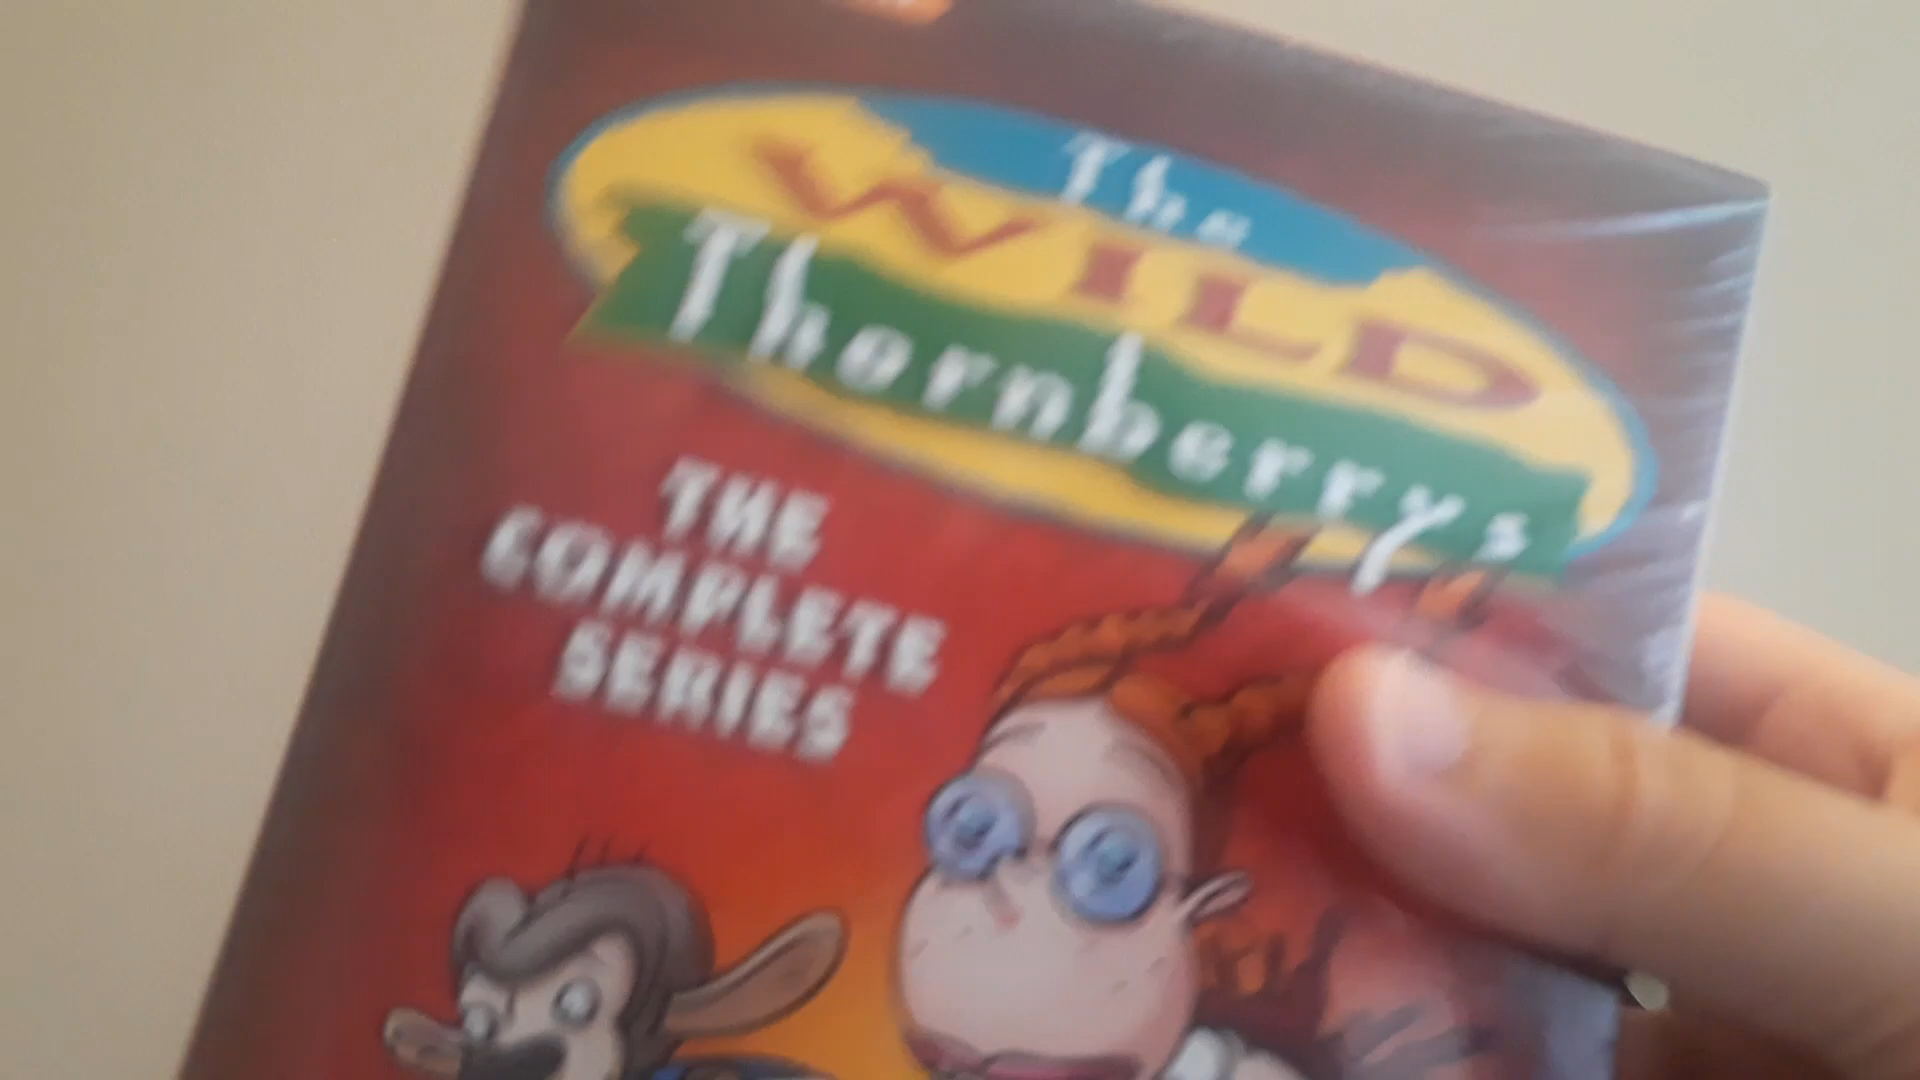 The
WILD
Thornberrys
THE
COMPLETE
SERIES